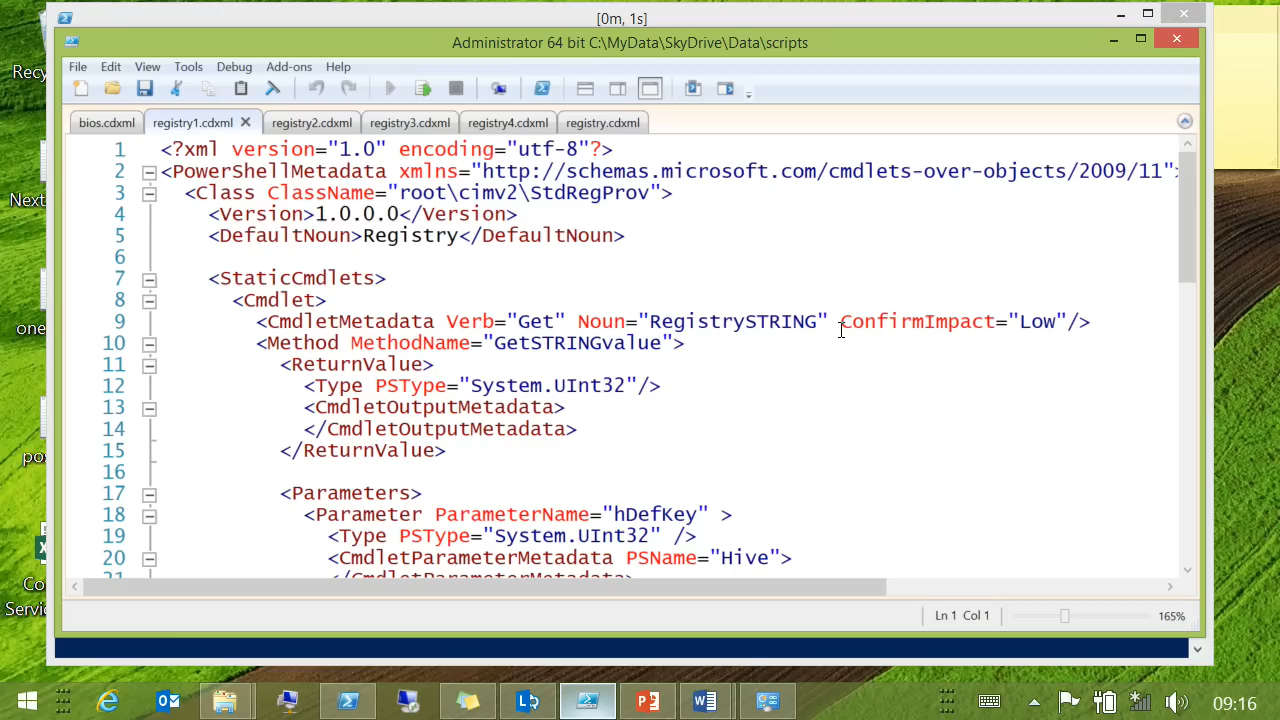 [0m, 1s]
Administrator 64 bit C:\MyData\SkyDrive\Data\scripts
File Edit View Tools Debug Add-ons Help
bios.cdxml registry1.cdxml registry2.cdxml registry3.cdxml registry4.cdxml registry.cdxml
1 <?xml version="1.0" encoding="utf-8"?>
2 <PowerShellMetadata xmlns="http://schemas.microsoft.com/cmdlets-over-objects/2009/11">
3 <Class ClassName="root\cimv2\StdRegProv">
4 <Version>1.0.0.0</Version>
5 <DefaultNoun>Registry</DefaultNoun>
6
7 <StaticCmdlets>
8 <Cmdlet>
9 <CmdletMetadata Verb="Get" Noun="RegistrySTRING" ConfirmImpact="Low"/>
10 <Method MethodName="GetSTRINGvalue">
11 <ReturnValue>
12 <Type PSType="System.UInt32"/>
13 <CmdletOutputMetadata>
14 </CmdletOutputMetadata>
15 </ReturnValue>
16
17 <Parameters>
18 <Parameter ParameterName="hDefKey" >
19 <Type PSType="System.UInt32" />
20 <CmdletParameterMetadata PSName="Hive">
21 </CmdletParameterMetadata>
Ln 1 Col 1 165%
Recy
Next
one
pos
Co
Servic
09:16